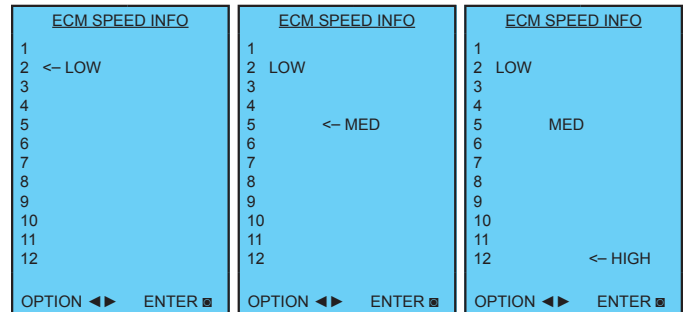 ECM SPEED INFO
1
2 <– LOW
3
4
5
6
7
8
9
10
11
12
OPTION ◄► ENTER ◙
ECM SPEED INFO
1
2 LOW
3
4
5 <– MED
6
7
8
9
10
11
12
OPTION ◄► ENTER ◙
ECM SPEED INFO
1
2 LOW
3
4
5 MED
6
7
8
9
10
11
12 <– HIGH
OPTION ◄► ENTER ◙